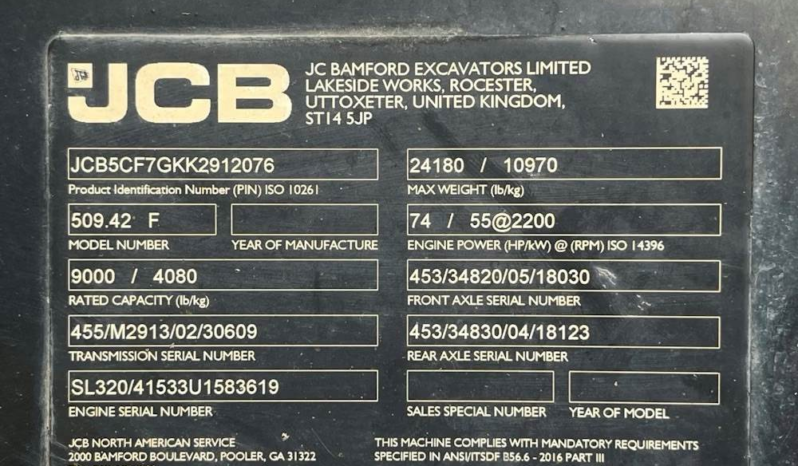 JCB
JC BAMFORD EXCAVATORS LIMITED
LAKESIDE WORKS, ROCESTER,
UTTOXETER, UNITED KINGDOM,
ST14 5JP
JCB5CF7GKK2912076
Product Identification Number (PIN) ISO 10261
24180 / 10970
MAX WEIGHT (lb/kg)
509.42 F
MODEL NUMBER
YEAR OF MANUFACTURE
74 / 55@2200
ENGINE POWER (HP/kW) @ (RPM) ISO 14396
9000 / 4080
RATED CAPACITY (lb/kg)
453/34820/05/18030
FRONT AXLE SERIAL NUMBER
455/M2913/02/30609
TRANSMISSION SERIAL NUMBER
453/34830/04/18123
REAR AXLE SERIAL NUMBER
SL320/41533U1583619
ENGINE SERIAL NUMBER
SALES SPECIAL NUMBER
YEAR OF MODEL
JCB NORTH AMERICAN SERVICE
2000 BAMFORD BOULEVARD, POOLER, GA 31322
THIS MACHINE COMPLIES WITH MANDATORY REQUIREMENTS
SPECIFIED IN ANSI/ITSDF B56.6 - 2016 PART III